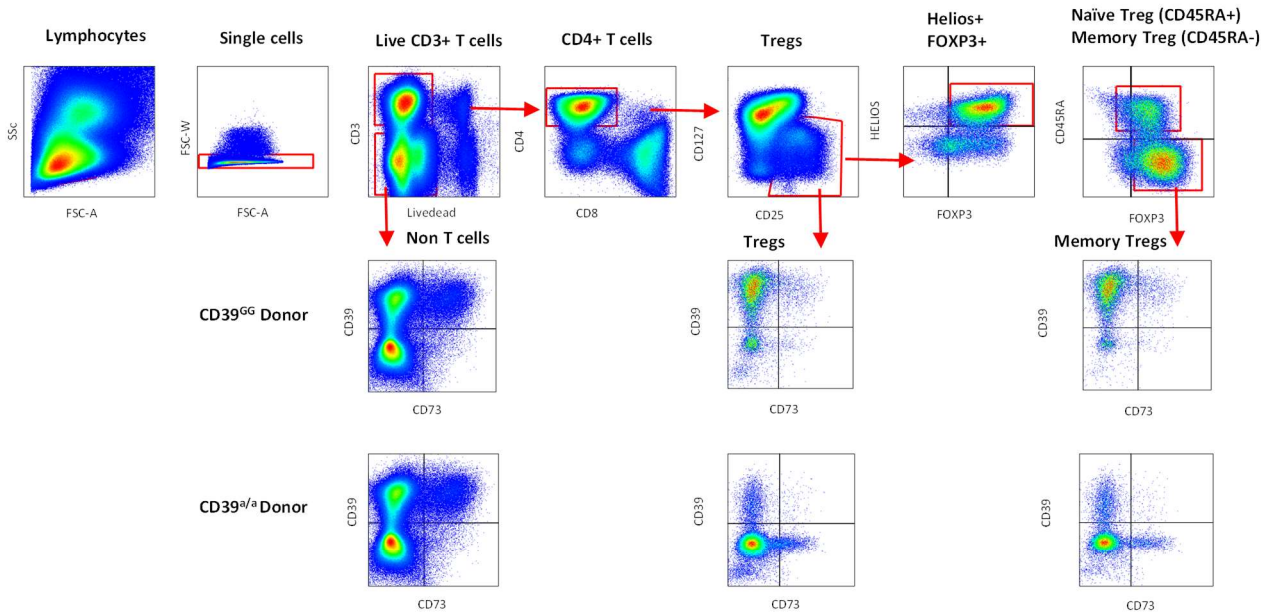 Lymphocytes
Single cells
Live CD3+ T cells
CD4+ T cells
Tregs
Helios+
FOXP3+
Naïve Treg (CD45RA+)
Memory Treg (CD45RA-)
SSc
FSC-A
FSC-W
FSC-A
CD3
Livedead
CD4
CD8
CD127
CD25
HELIOS
FOXP3
CD45RA
FOXP3
Non T cells
Tregs
Memory Tregs
CD39GG Donor
CD39
CD73
CD39
CD73
CD39
CD73
CD39a/a Donor
CD39
CD73
CD39
CD73
CD39
CD73